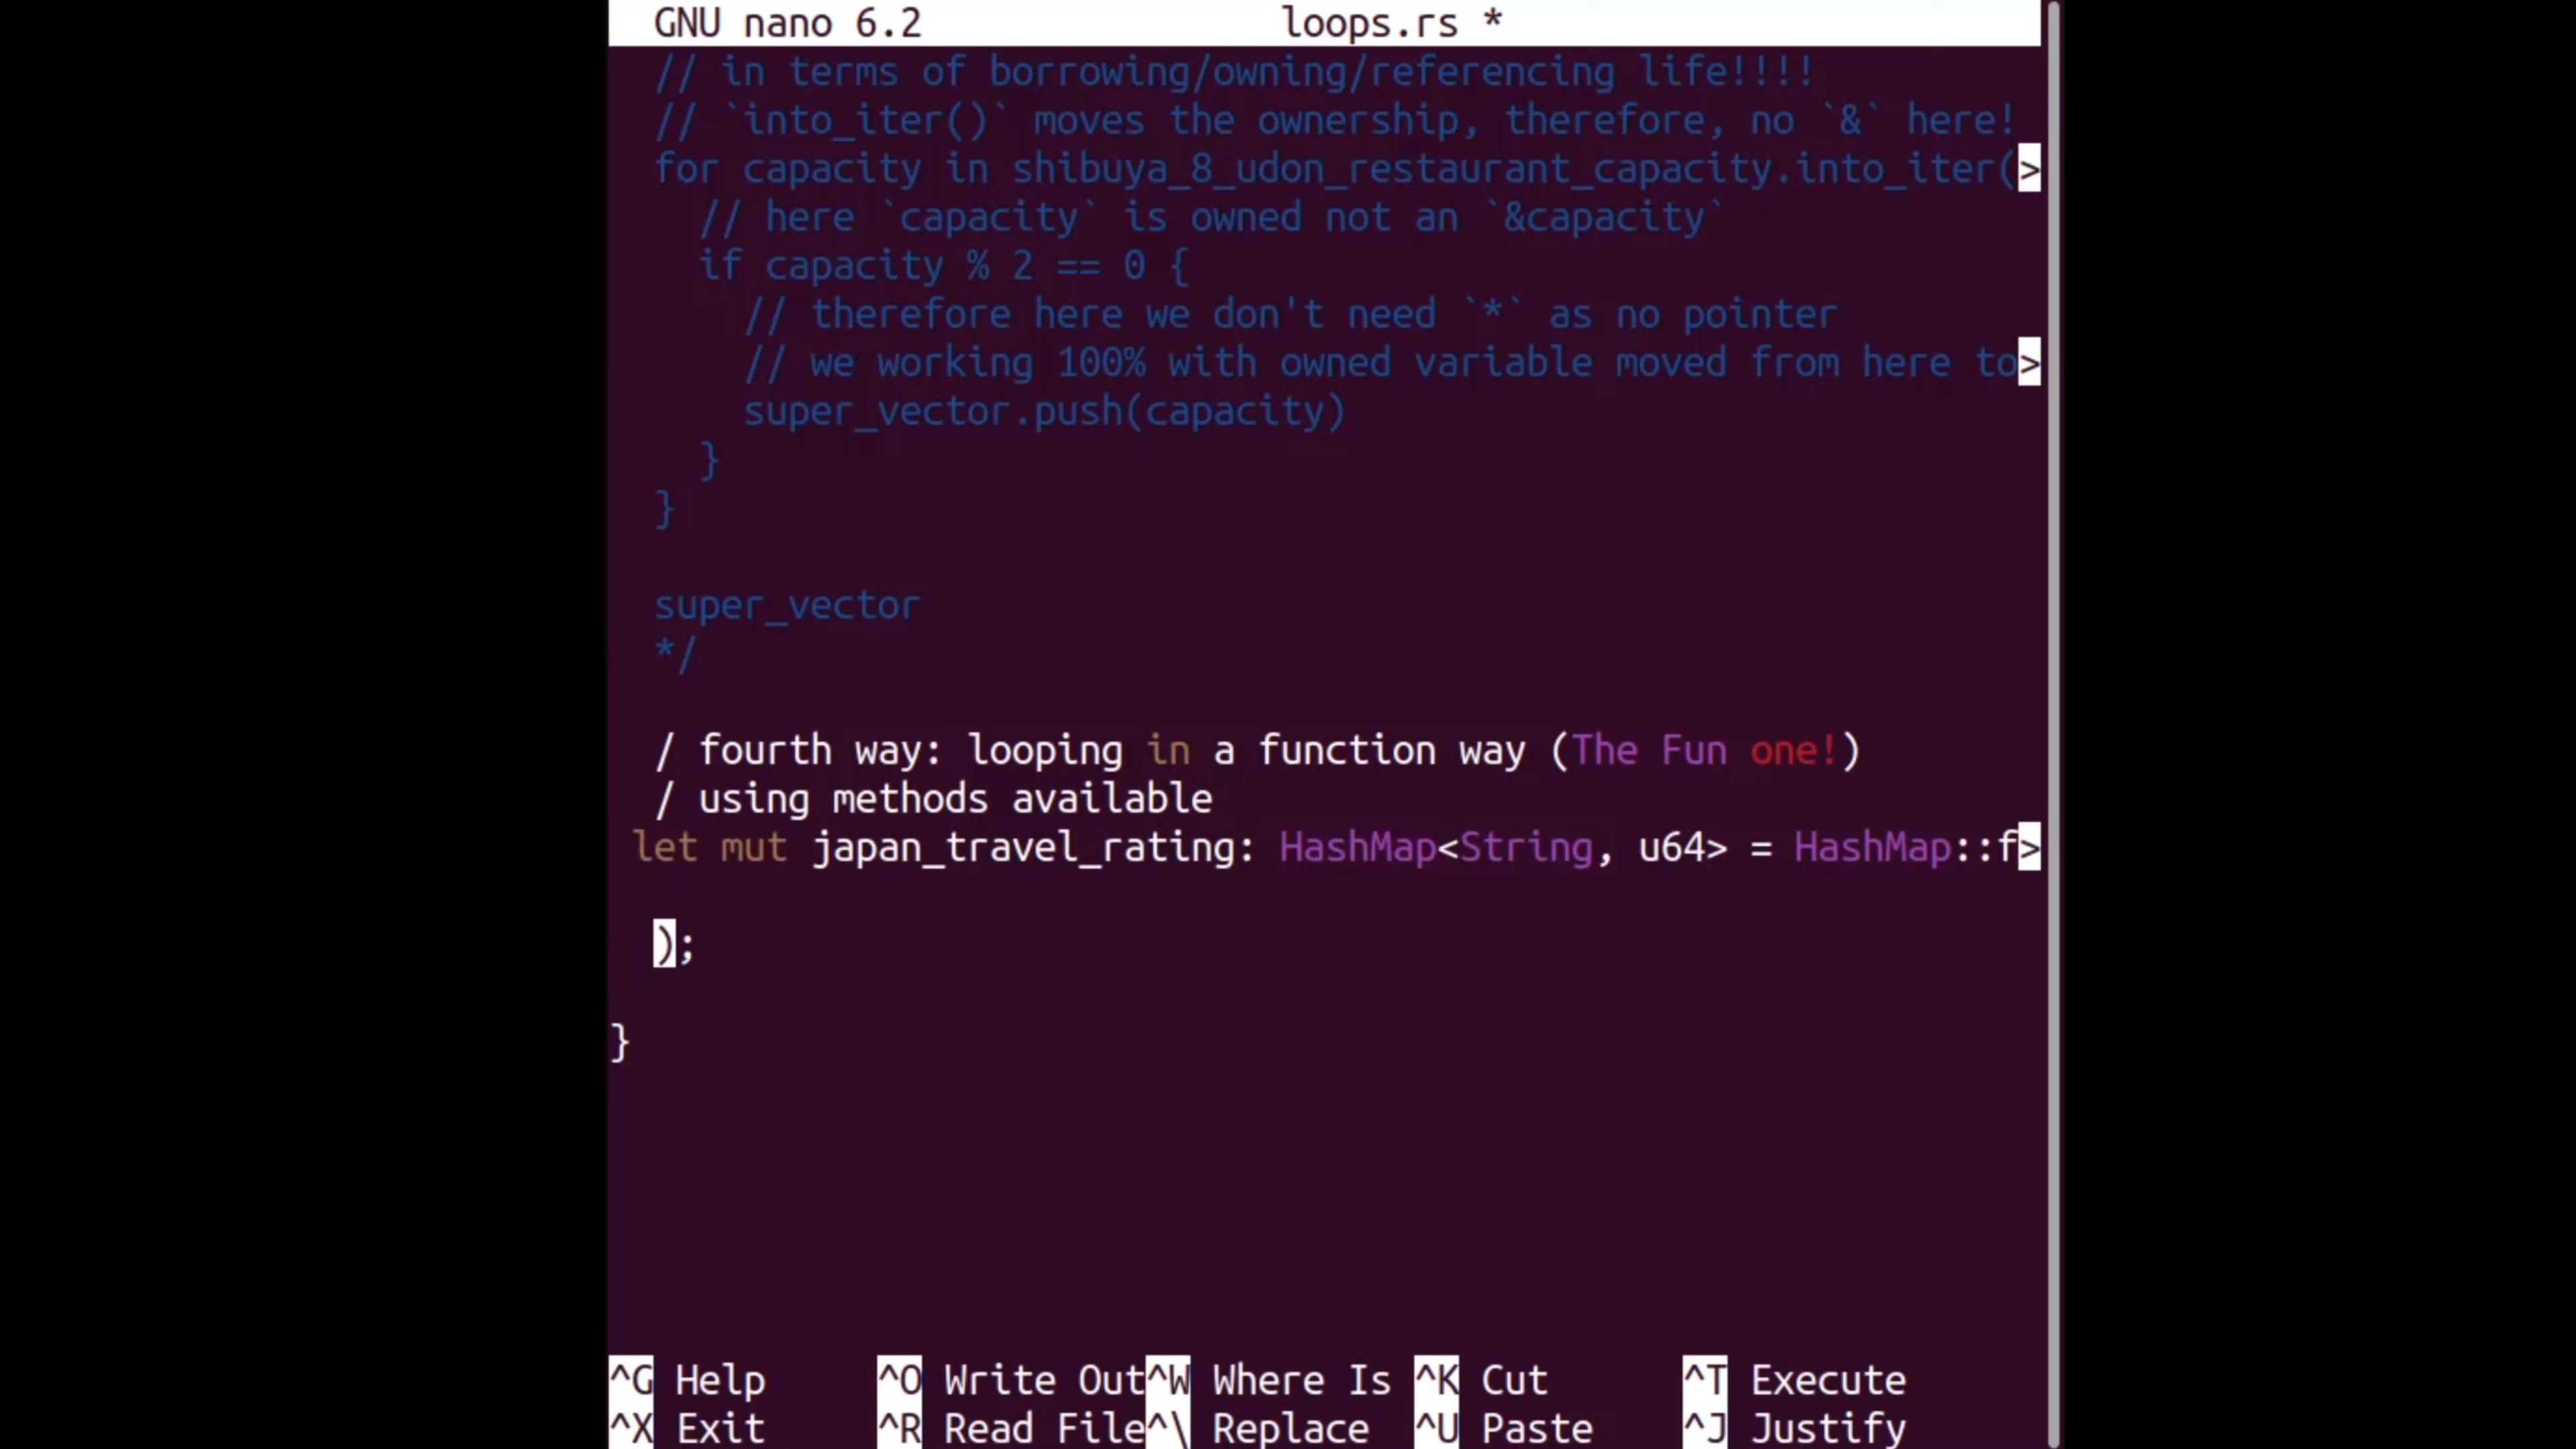 GNU nano 6.2 loops.rs *
// in terms of borrowing/owning/referencing life!!!!
// `into_iter()` moves the ownership, therefore, no `&` here!
for capacity in shibuya_8_udon_restaurant_capacity.into_iter(>
// here `capacity` is owned not an `&capacity`
if capacity % 2 == 0 {
// therefore here we don't need `*` as no pointer
// we working 100% with owned variable moved from here to>
super_vector.push(capacity)
}
}
super_vector
*/
/ fourth way: looping in a function way (The Fun one!)
/ using methods available
let mut japan_travel_rating: HashMap<String, u64> = HashMap::f>
);
}
^G Help ^O Write Out ^W Where Is ^K Cut ^T Execute
^X Exit ^R Read File ^\ Replace ^U Paste ^J Justify